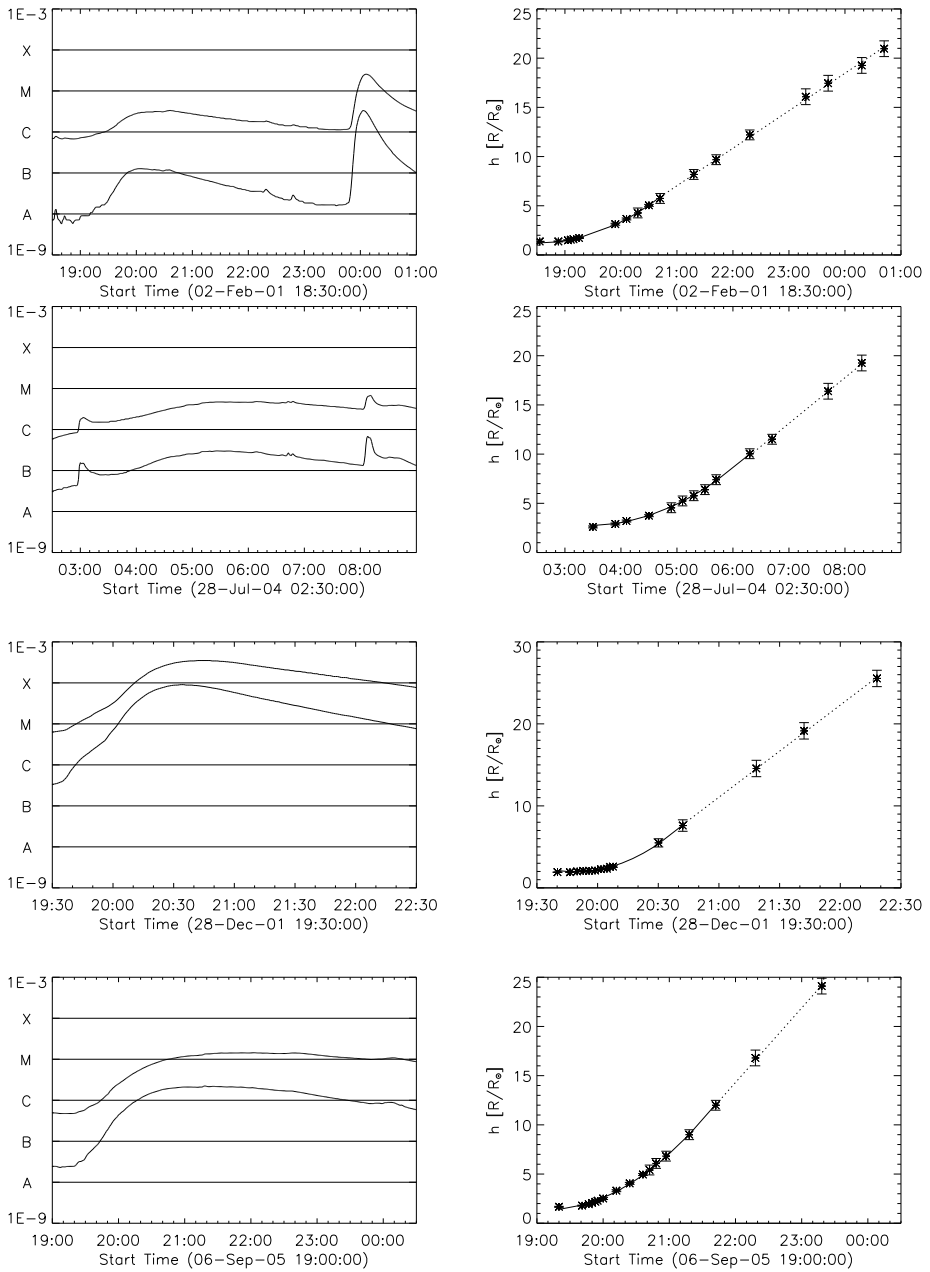 1E-3
X
M
C
B
A
1E-9
19:00 20:00 21:00 22:00 23:00 00:00 01:00
Start Time (02-Feb-01 18:30:00)
25
20
15
10
5
0
h [R/R⊙]
19:00 20:00 21:00 22:00 23:00 00:00 01:00
Start Time (02-Feb-01 18:30:00)
1E-3
X
M
C
B
A
1E-9
03:00 04:00 05:00 06:00 07:00 08:00
Start Time (28-Jul-04 02:30:00)
25
20
15
10
5
0
h [R/R⊙]
03:00 04:00 05:00 06:00 07:00 08:00
Start Time (28-Jul-04 02:30:00)
1E-3
X
M
C
B
A
1E-9
19:30 20:00 20:30 21:00 21:30 22:00 22:30
Start Time (28-Dec-01 19:30:00)
30
20
10
0
h [R/R⊙]
19:30 20:00 20:30 21:00 21:30 22:00 22:30
Start Time (28-Dec-01 19:30:00)
1E-3
X
M
C
B
A
1E-9
19:00 20:00 21:00 22:00 23:00 00:00
Start Time (06-Sep-05 19:00:00)
25
20
15
10
5
0
h [R/R⊙]
19:00 20:00 21:00 22:00 23:00 00:00
Start Time (06-Sep-05 19:00:00)